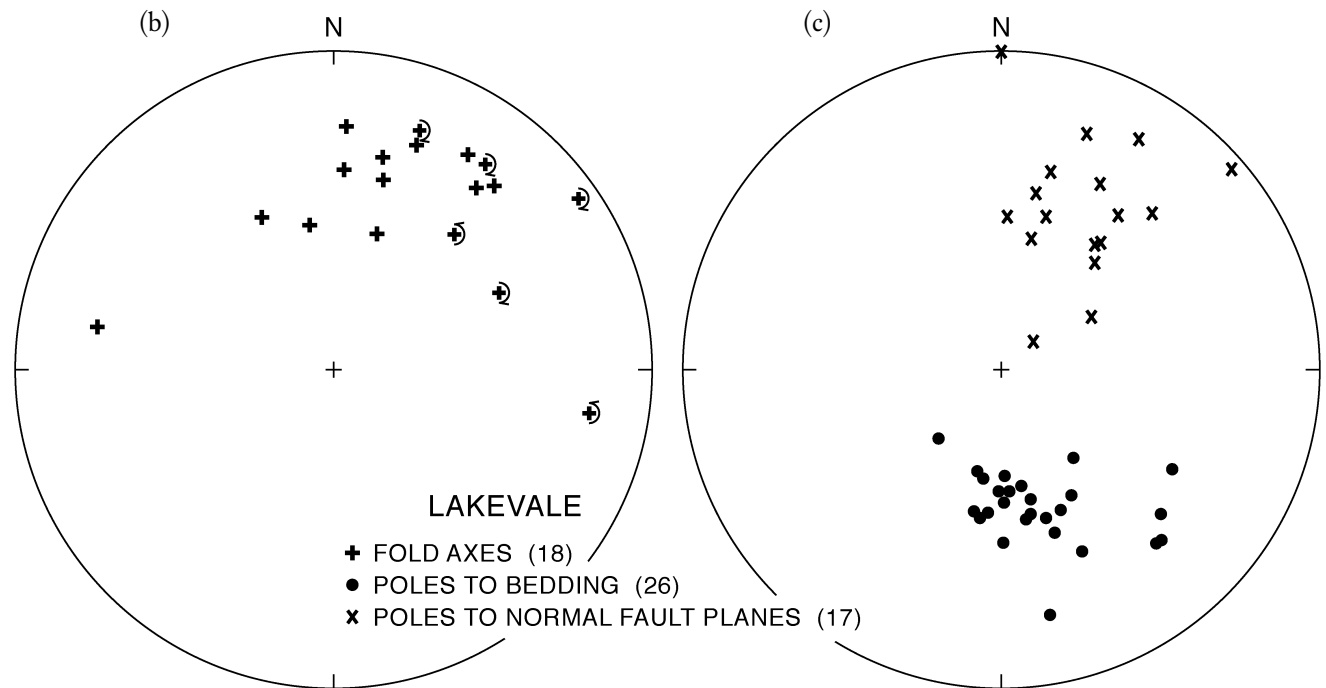 (b)
(c)
N
N
LAKEVALE
FOLD AXES (18)
POLES TO BEDDING (26)
POLES TO NORMAL FAULT PLANES (17)